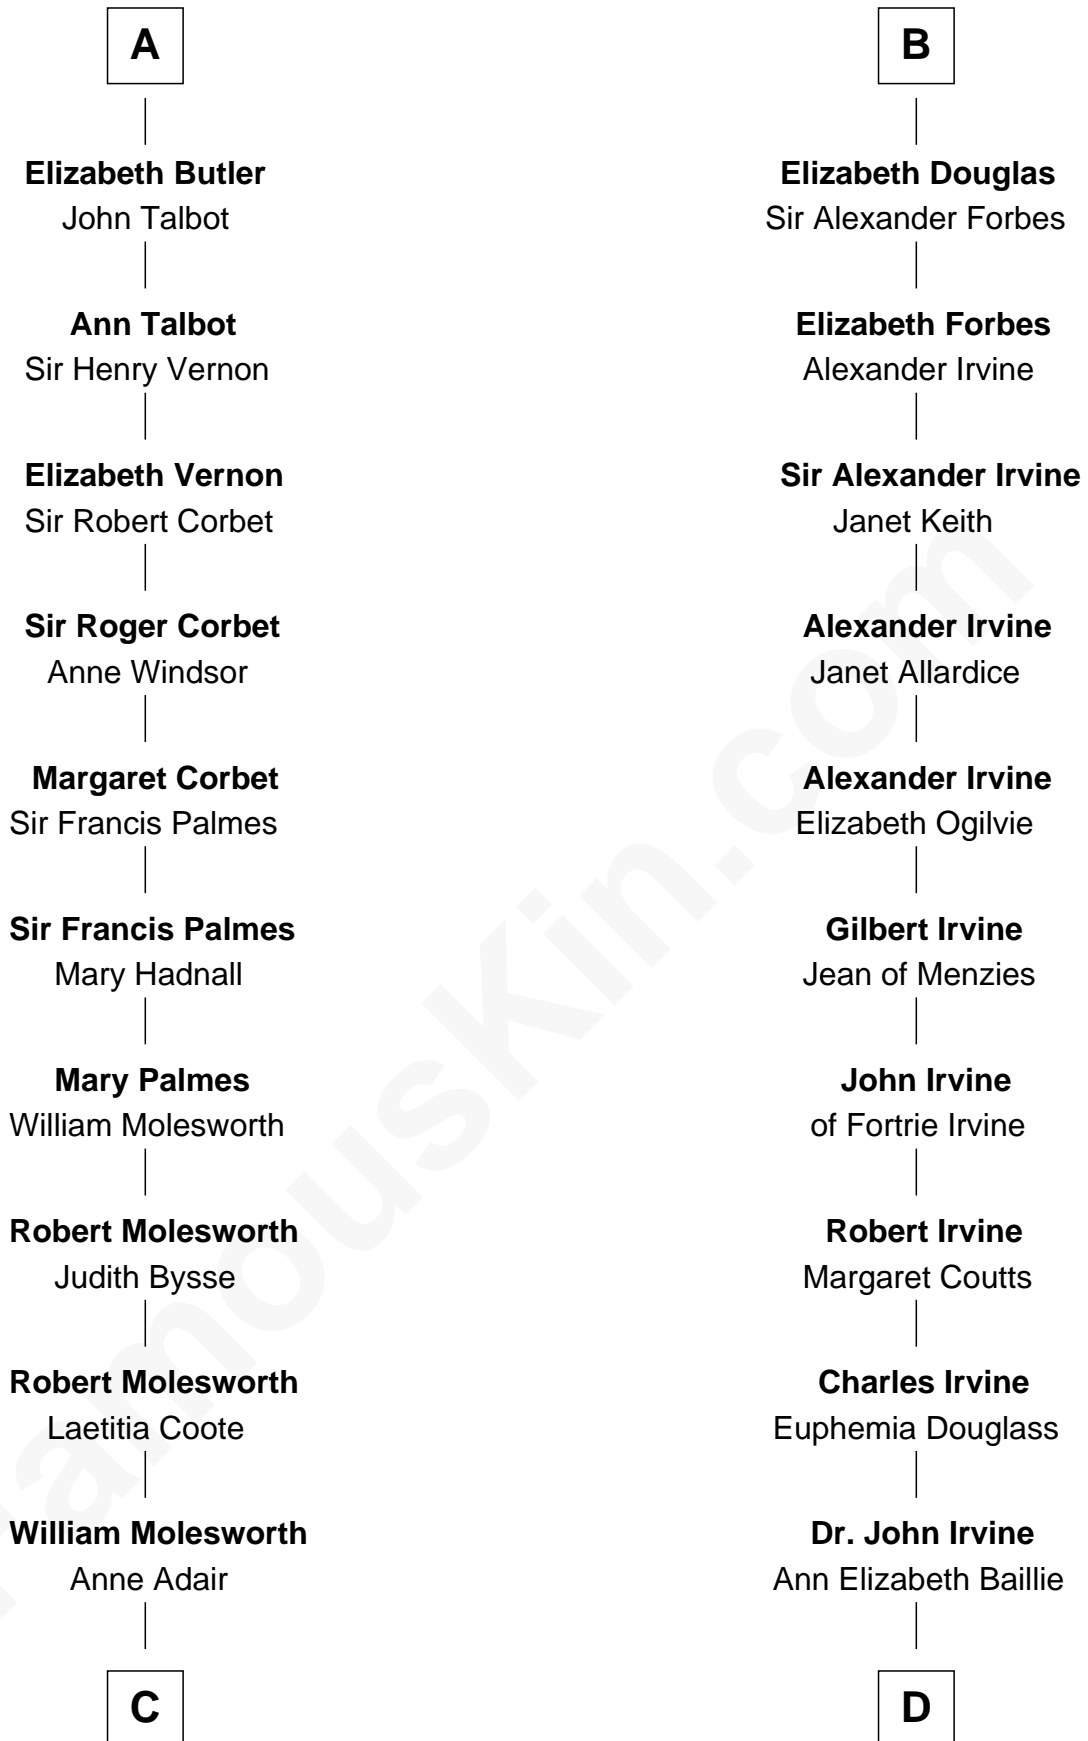 A
Elizabeth Butler
John Talbot
Ann Talbot
Sir Henry Vernon
Elizabeth Vernon
Sir Robert Corbet
Sir Roger Corbet
Anne Windsor
Margaret Corbet
Sir Francis Palmes
Sir Francis Palmes
Mary Hadnall
Mary Palmes
William Molesworth
Robert Molesworth
Judith Bysse
Robert Molesworth
Laetitia Coote
William Molesworth
Anne Adair
C
B
Elizabeth Douglas
Sir Alexander Forbes
Elizabeth Forbes
Alexander Irvine
Sir Alexander Irvine
Janet Keith
Alexander Irvine
Janet Allardice
Alexander Irvine
Elizabeth Ogilvie
Gilbert Irvine
Jean of Menzies
John Irvine
of Fortrie Irvine
Robert Irvine
Margaret Coutts
Charles Irvine
Euphemia Douglass
Dr. John Irvine
Ann Elizabeth Baillie
D
FamousKin.com